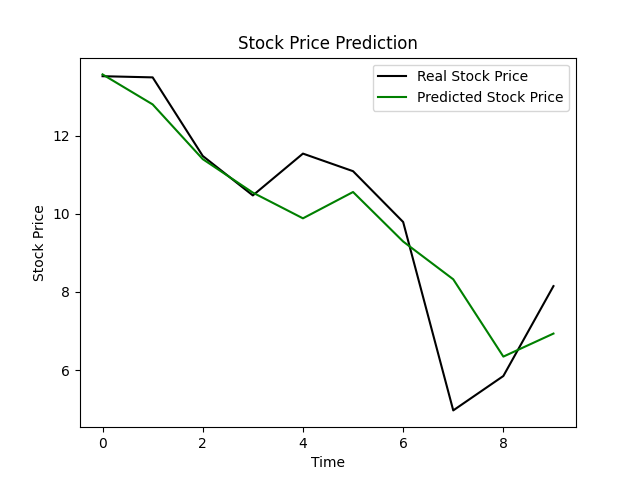 Stock Price Prediction
Real Stock Price
Predicted Stock Price
12
10
8
6
Stock Price
0 2 4 6 8
Time